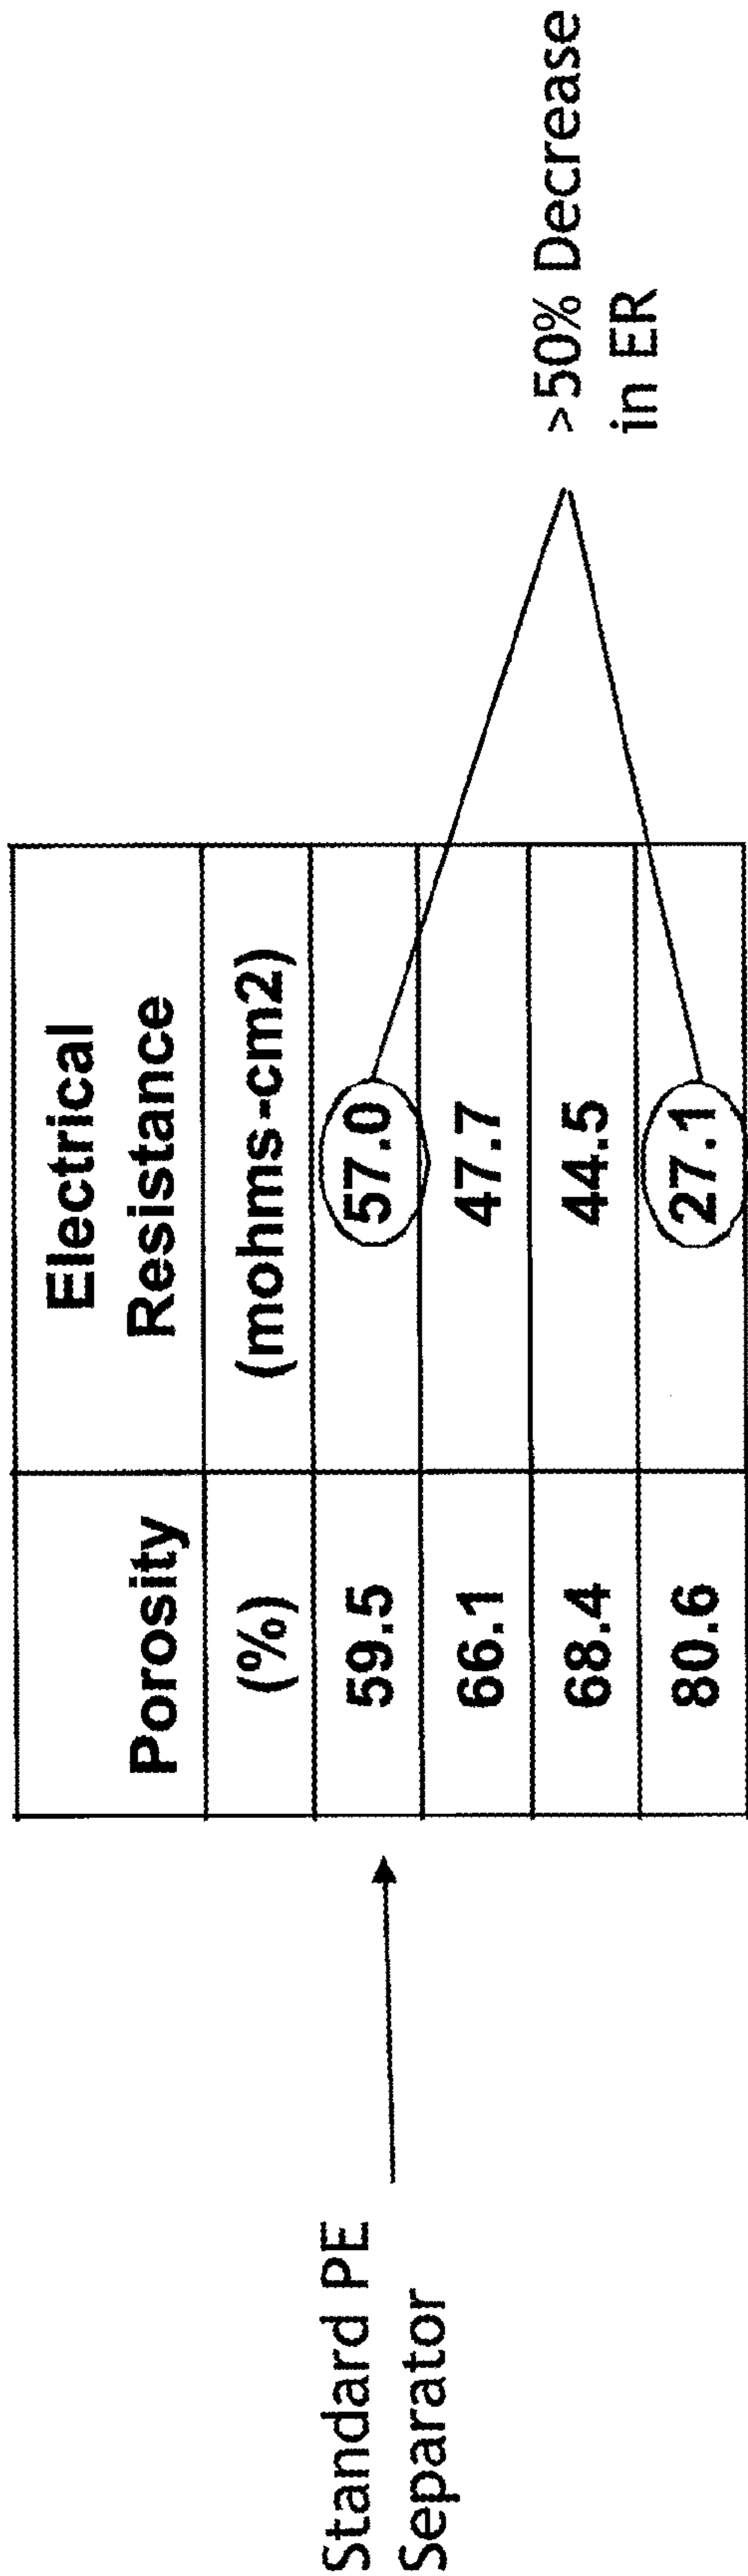 Standard PE
Separator
Porosity Electrical
Resistance
(%) (mohms-cm2)
59.5 57.0
66.1 47.7
68.4 44.5
80.6 27.1
>50% Decrease
in ER